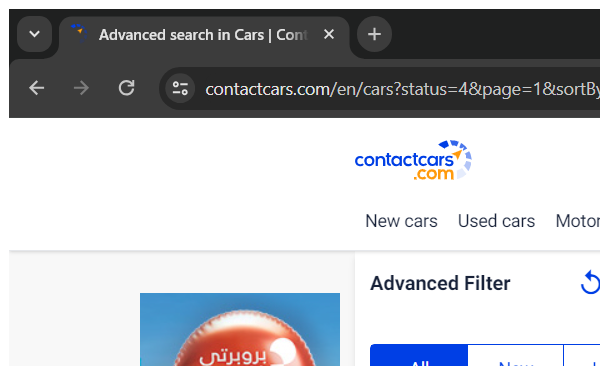 Advanced search in Cars | Cont
contactcars.com/en/cars?status=4&page=1&sortBy
contactcars
.com
New cars Used cars Motor
Advanced Filter
بروبرتي
All New